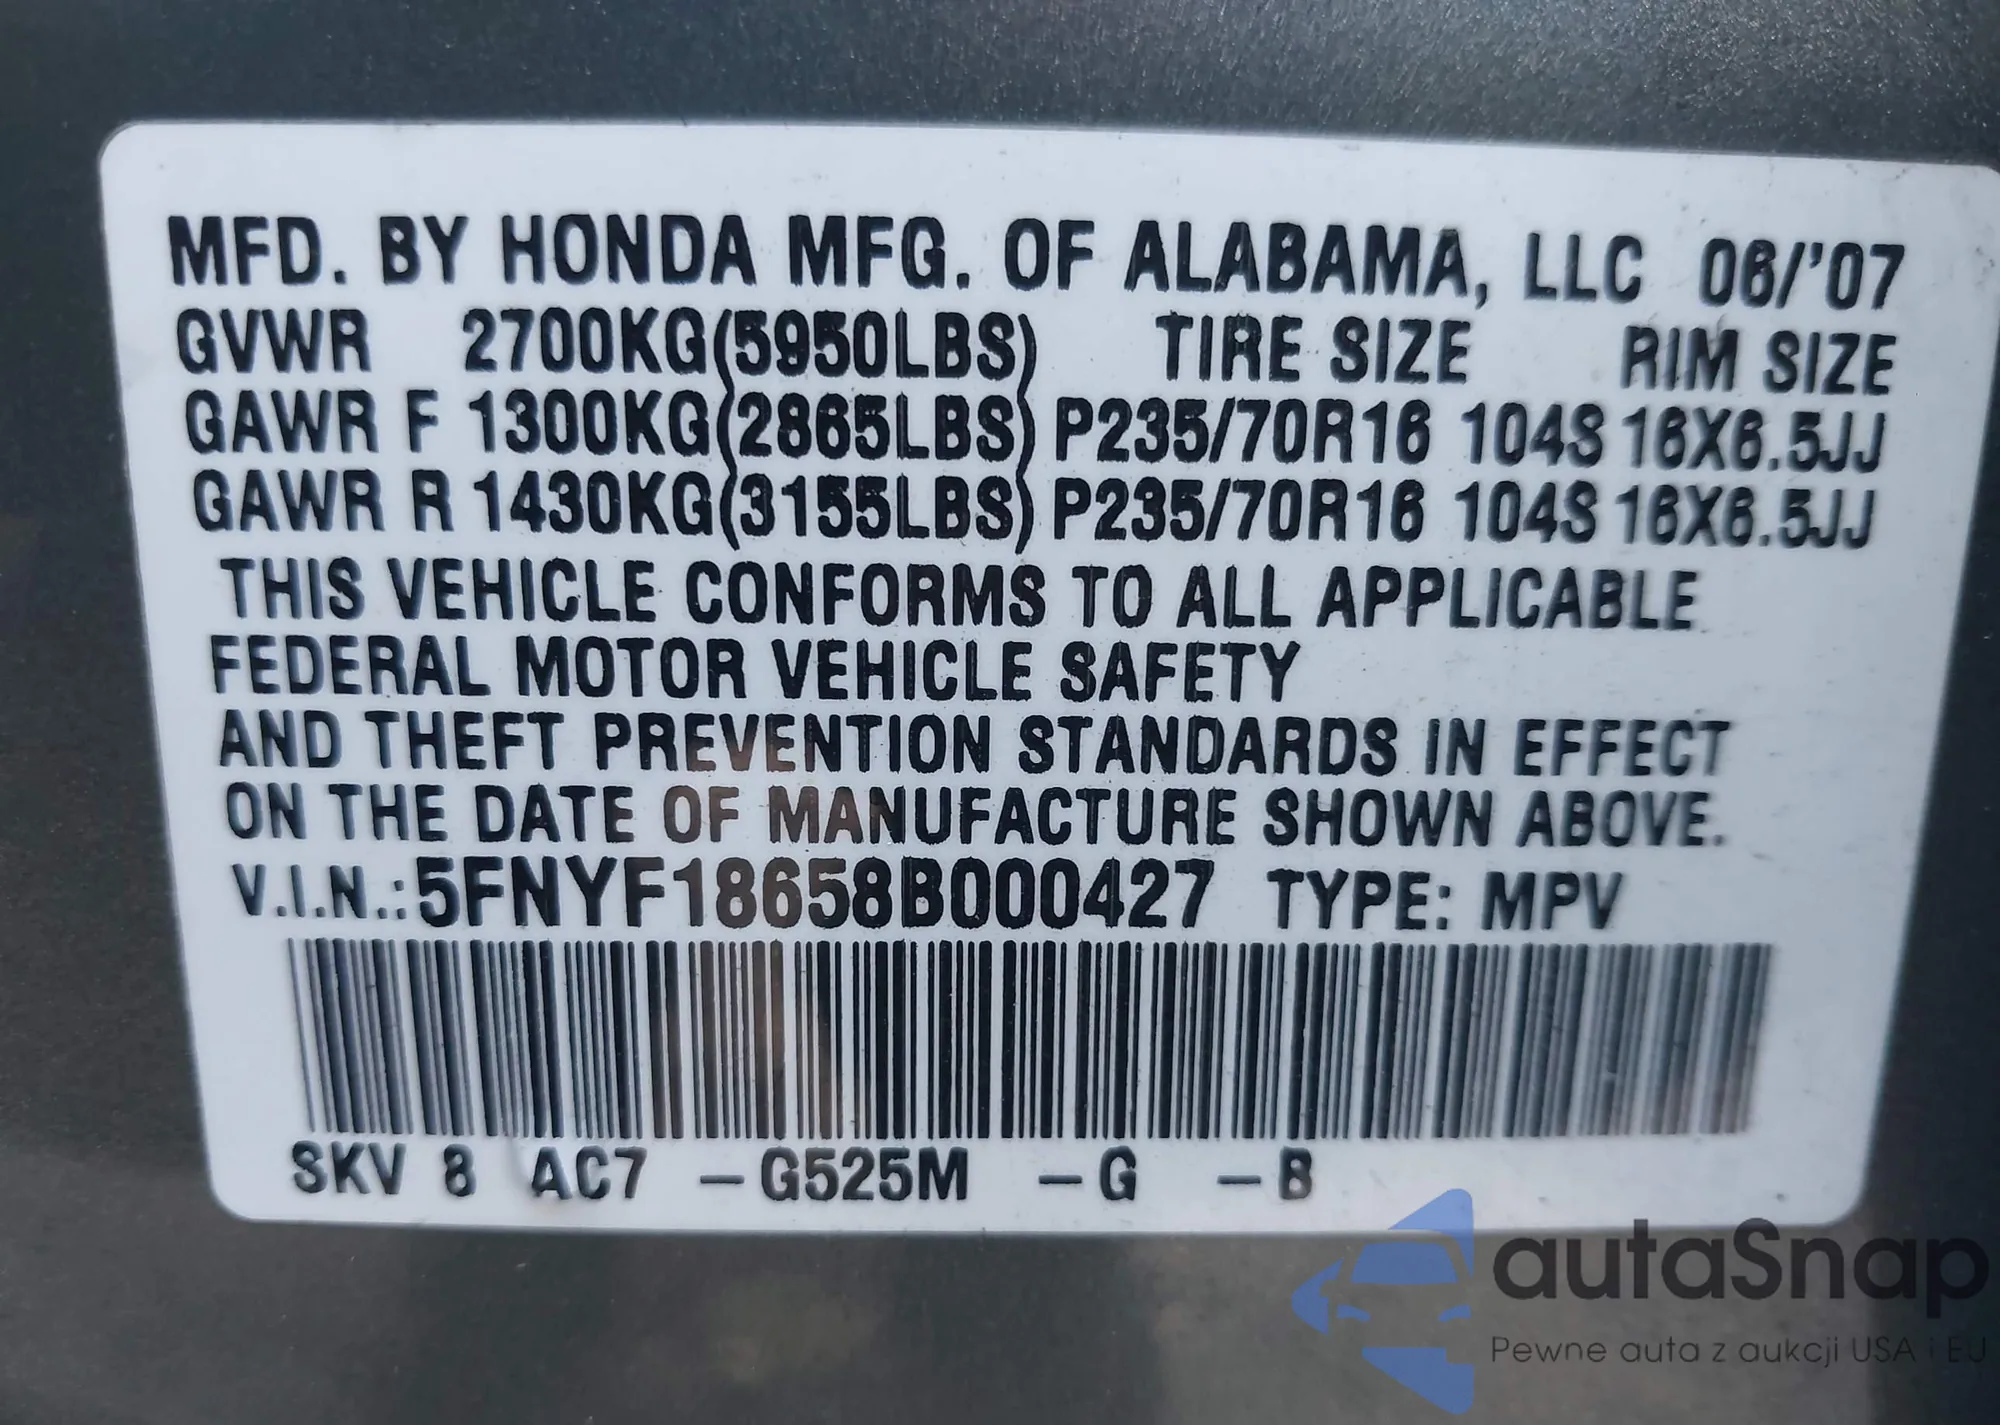 MFD. BY HONDA MFG. OF ALABAMA, LLC 06/'07
GVWR 2700KG(5950LBS) TIRE SIZE RIM SIZE
GAWR F 1300KG(2865LBS) P235/70R16 104S 16X6.5JJ
GAWR R 1430KG(3155LBS) P235/70R16 104S 16X6.5JJ
THIS VEHICLE CONFORMS TO ALL APPLICABLE
FEDERAL MOTOR VEHICLE SAFETY
AND THEFT PREVENTION STANDARDS IN EFFECT
ON THE DATE OF MANUFACTURE SHOWN ABOVE.
V.I.N.:5FNYF18658B000427 TYPE: MPV
SKV 8 AC7 -G525M -G -B
autaSnap
Pewne auta z aukcji USA i EU